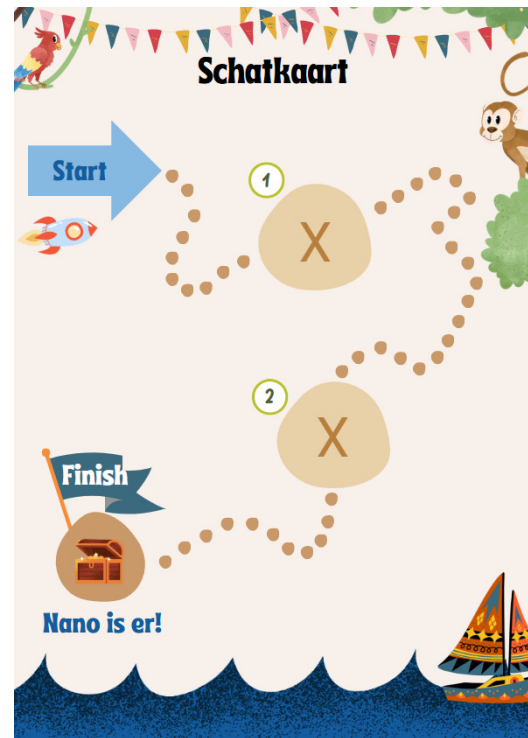 Schatkaart
Start
1
X
2
X
Finish
Nano is er!